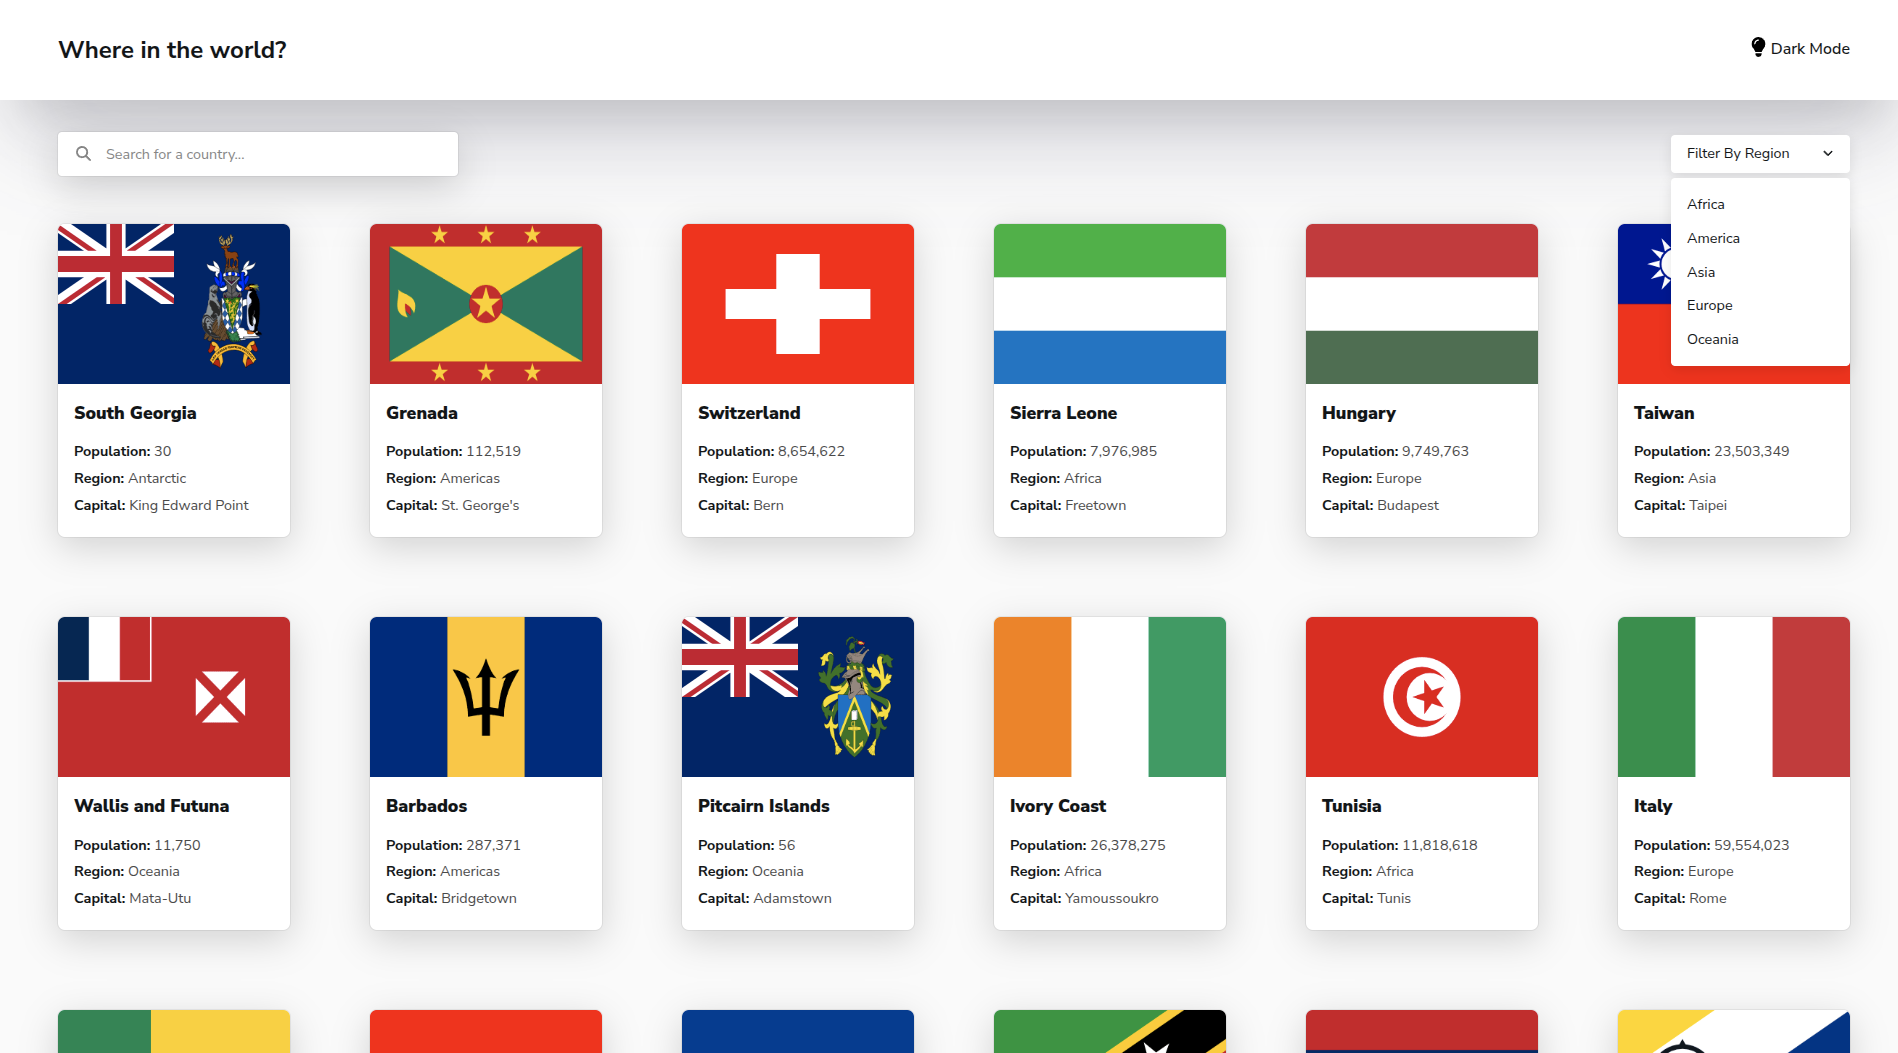 Where in the world?
Dark Mode
Search for a country...
Filter By Region
Africa
America
Asia
Europe
Oceania
South Georgia
Population: 30
Region: Antarctic
Capital: King Edward Point
Grenada
Population: 112,519
Region: Americas
Capital: St. George's
Switzerland
Population: 8,654,622
Region: Europe
Capital: Bern
Sierra Leone
Population: 7,976,985
Region: Africa
Capital: Freetown
Hungary
Population: 9,749,763
Region: Europe
Capital: Budapest
Taiwan
Population: 23,503,349
Region: Asia
Capital: Taipei
Wallis and Futuna
Population: 11,750
Region: Oceania
Capital: Mata-Utu
Barbados
Population: 287,371
Region: Americas
Capital: Bridgetown
Pitcairn Islands
Population: 56
Region: Oceania
Capital: Adamstown
Ivory Coast
Population: 26,378,275
Region: Africa
Capital: Yamoussoukro
Tunisia
Population: 11,818,618
Region: Africa
Capital: Tunis
Italy
Population: 59,554,023
Region: Europe
Capital: Rome